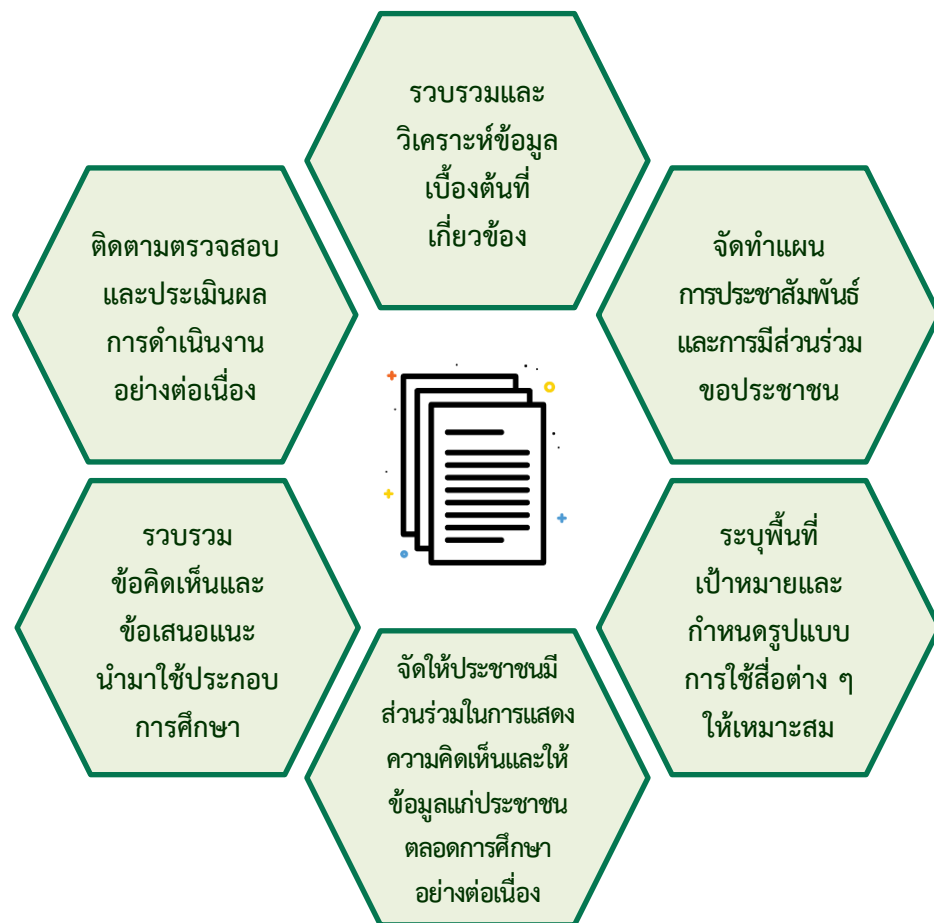 รวบรวมและ
วิเคราะห์ข้อมูล
เบื้องต้นที่
เกี่ยวข้อง
จัดทำแผน
การประชาสัมพันธ์
และการมีส่วนร่วม
ขอประชาชน
ระบุพื้นที่
เป้าหมายและ
กำหนดรูปแบบ
การใช้สื่อต่าง ๆ
ให้เหมาะสม
จัดให้ประชาชนมี
ส่วนร่วมในการแสดง
ความคิดเห็นและให้
ข้อมูลแก่ประชาชน
ตลอดการศึกษา
อย่างต่อเนื่อง
รวบรวม
ข้อคิดเห็นและ
ข้อเสนอแนะ
นำมาใช้ประกอบ
การศึกษา
ติดตามตรวจสอบ
และประเมินผล
การดำเนินงาน
อย่างต่อเนื่อง